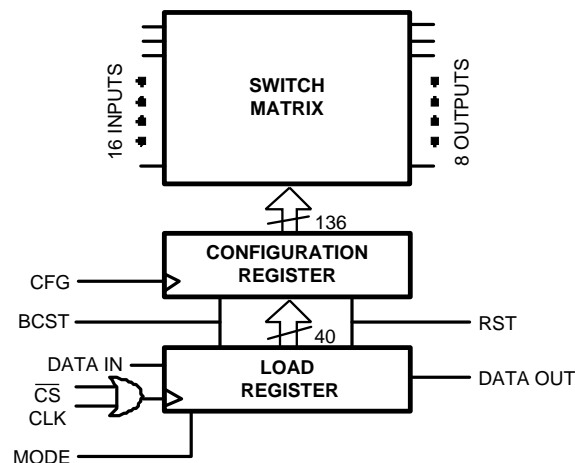 16 INPUTS
SWITCH
MATRIX
8 OUTPUTS
136
CONFIGURATION
REGISTER
CFG
BCST
RST
40
DATA IN
LOAD
REGISTER
DATA OUT
CS
CLK
MODE